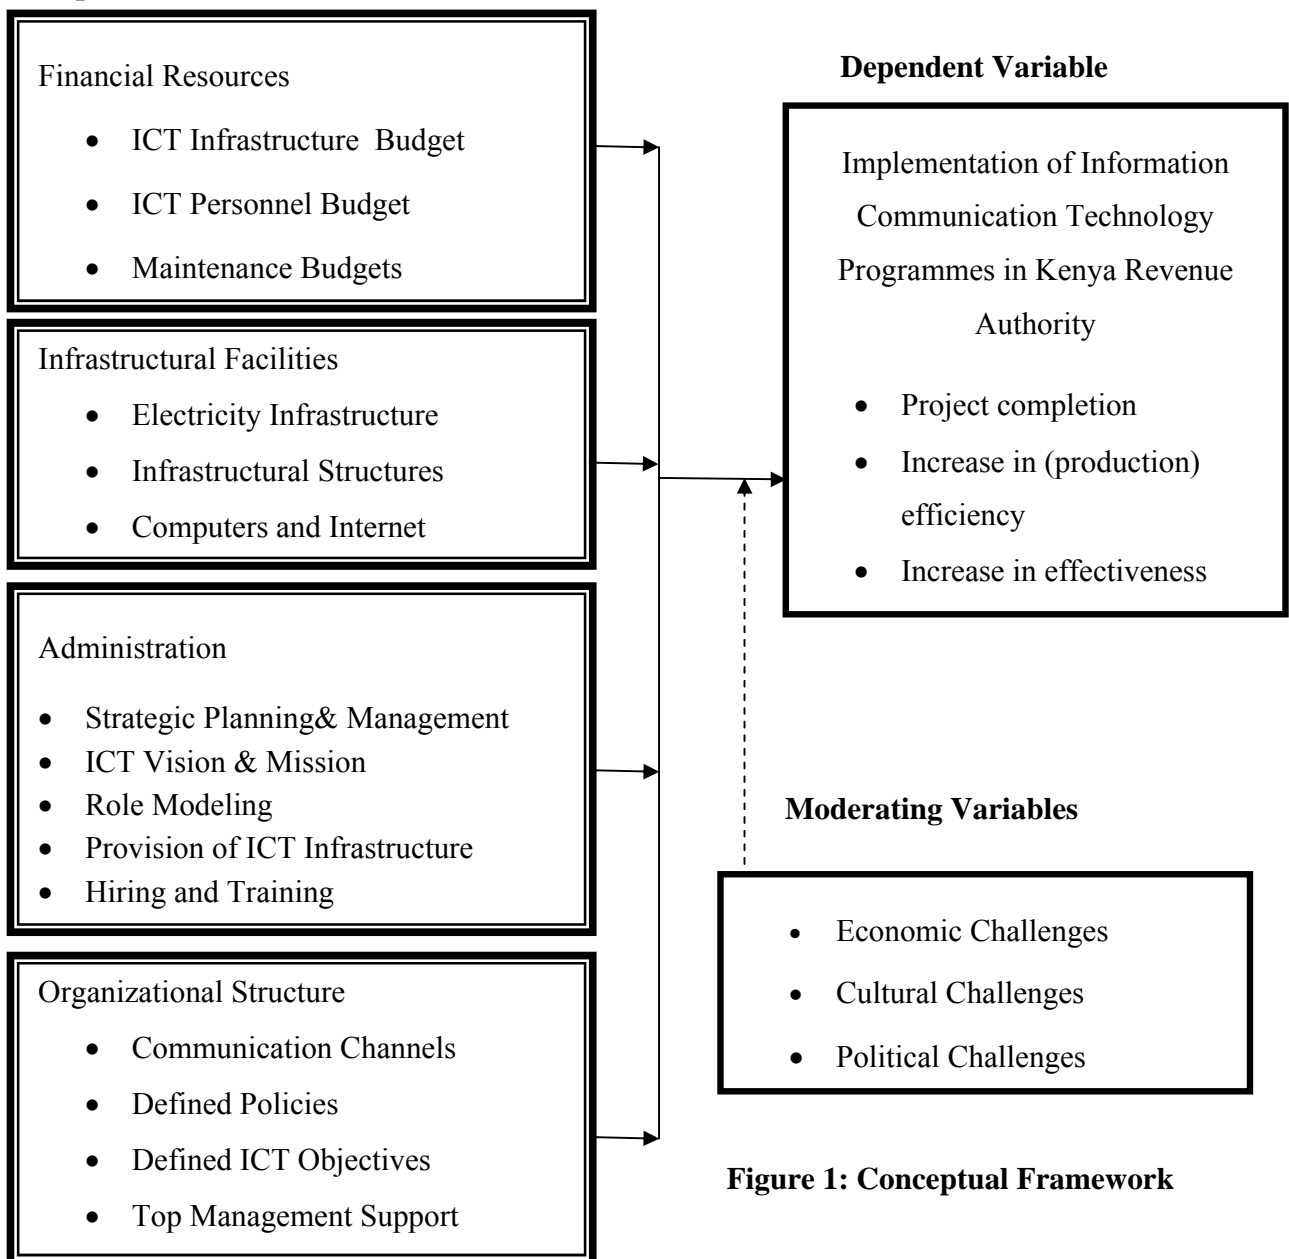 Financial Resources
• ICT Infrastructure Budget
• ICT Personnel Budget
• Maintenance Budgets
Infrastructural Facilities
• Electricity Infrastructure
• Infrastructural Structures
• Computers and Internet
Administration
• Strategic Planning& Management
• ICT Vision & Mission
• Role Modeling
• Provision of ICT Infrastructure
• Hiring and Training
Organizational Structure
• Communication Channels
• Defined Policies
• Defined ICT Objectives
• Top Management Support
Dependent Variable
Implementation of Information
Communication Technology
Programmes in Kenya Revenue
Authority
• Project completion
• Increase in (production)
efficiency
• Increase in effectiveness
Moderating Variables
• Economic Challenges
• Cultural Challenges
• Political Challenges
Figure 1: Conceptual Framework